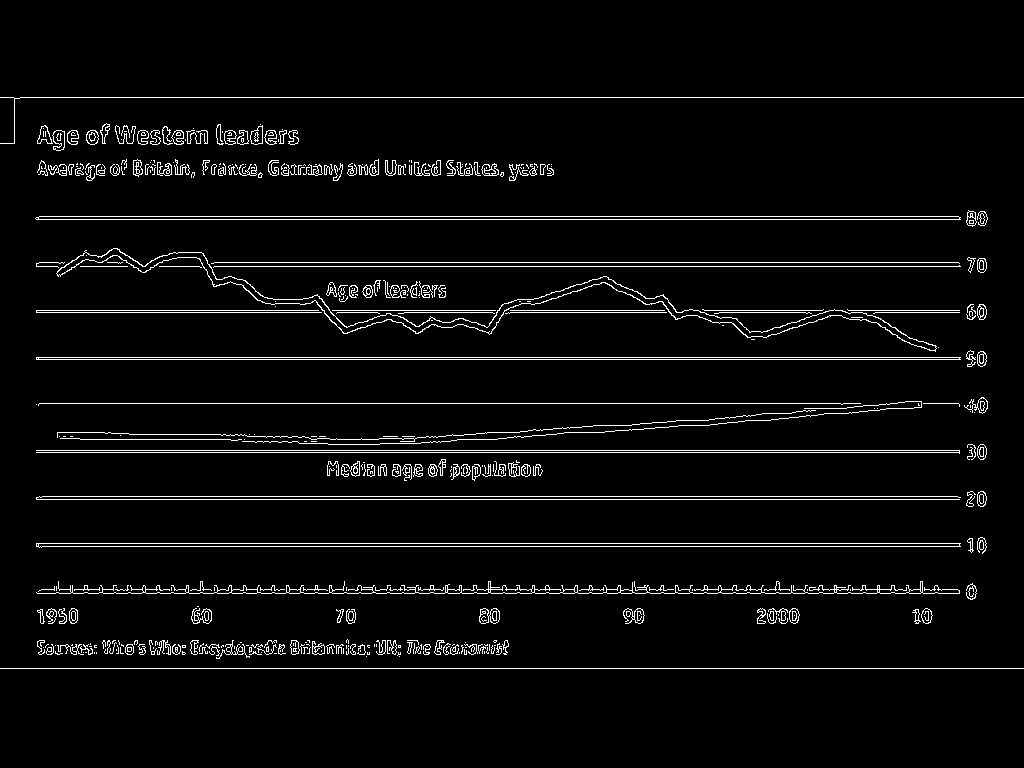 Age of Western leaders
Average of Britain, France, Germany and United States, years
80
70
Age of leaders
60
50
40
30
Median age of population
20
10
0
1950 60 70 80 90 2000 10
Sources: Who's Who; Encyclopedia Britannica; UN; The Economist